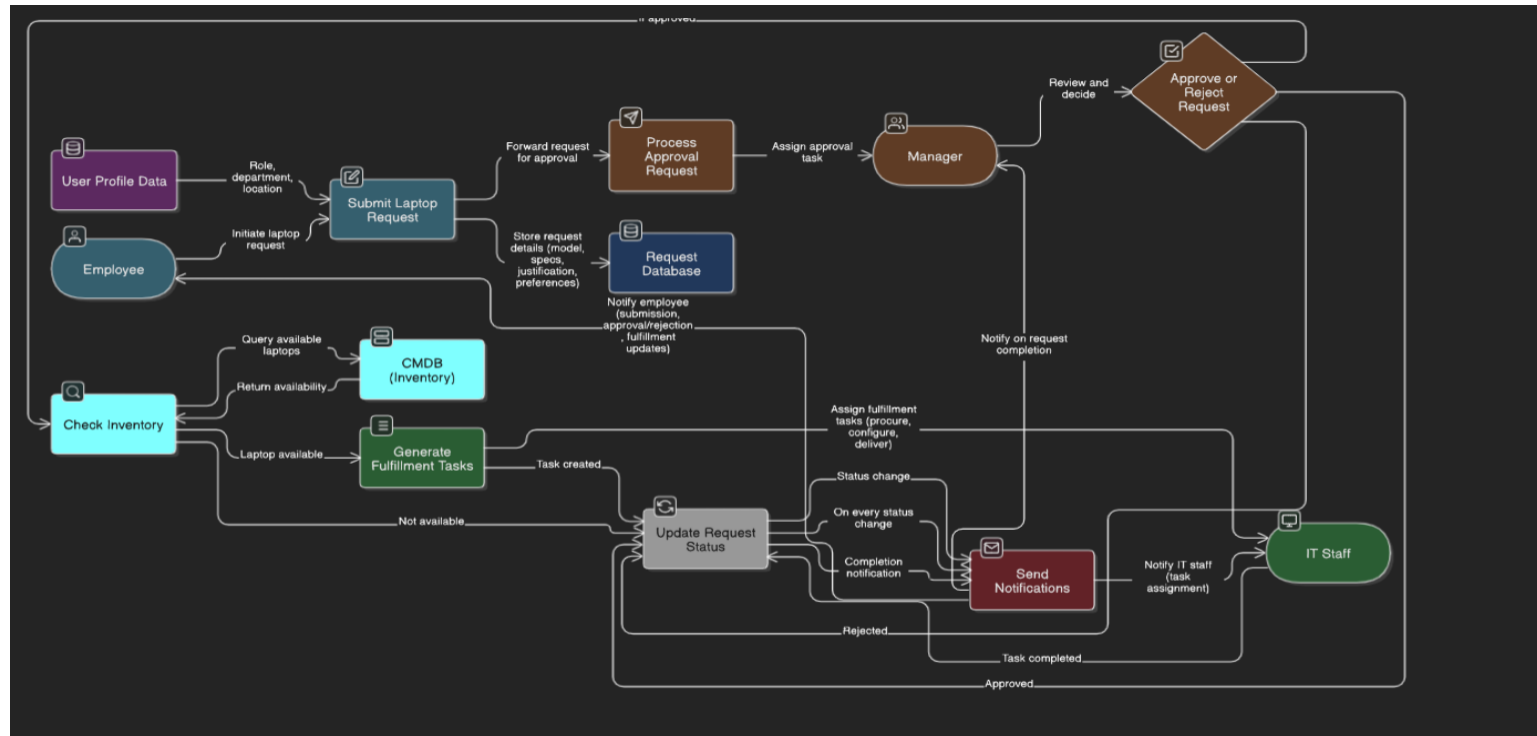 If approved
Approve or
Reject
Request
Review and
decide
Process
Approval
Request
Forward request
for approval
Assign approval
task
Manager
User Profile Data
Role,
department,
location
Submit Laptop
Request
Initiate laptop
request
Employee
Store request
details (model,
specs,
justification,
preferences)
Request
Database
Notify employee
(submission,
approval/rejection
, fulfillment
updates)
Notify on request
completion
Query available
laptops
CMDB
(Inventory)
Return availability
Check Inventory
Laptop available
Generate
Fulfillment Tasks
Assign fulfillment
tasks (procure,
configure,
deliver)
Task created
Not available
Update Request
Status
Status change
On every status
change
Completion
notification
Send
Notifications
Notify IT staff
(task
assignment)
IT Staff
Rejected
Task completed
Approved